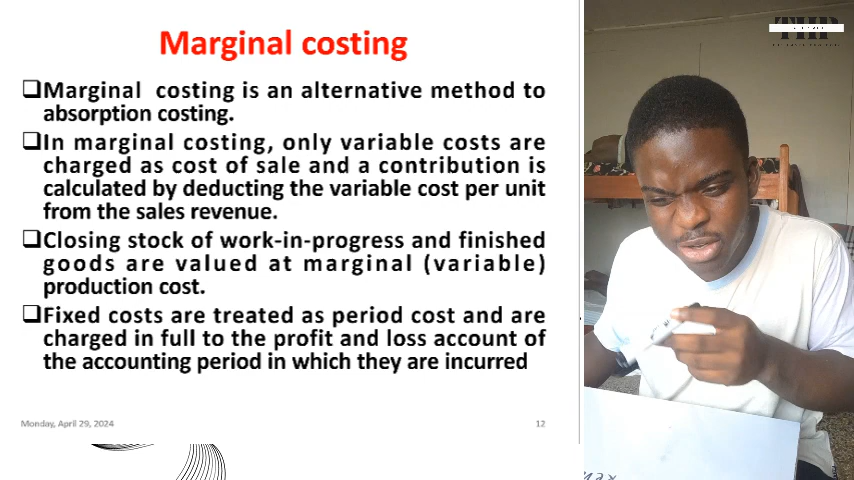 Marginal costing
❑Marginal costing is an alternative method to
absorption costing.
❑In marginal costing, only variable costs are
charged as cost of sale and a contribution is
calculated by deducting the variable cost per unit
from the sales revenue.
❑Closing stock of work-in-progress and finished
goods are valued at marginal (variable)
production cost.
❑Fixed costs are treated as period cost and are
charged in full to the profit and loss account of
the accounting period in which they are incurred
Monday, April 29, 2024
12